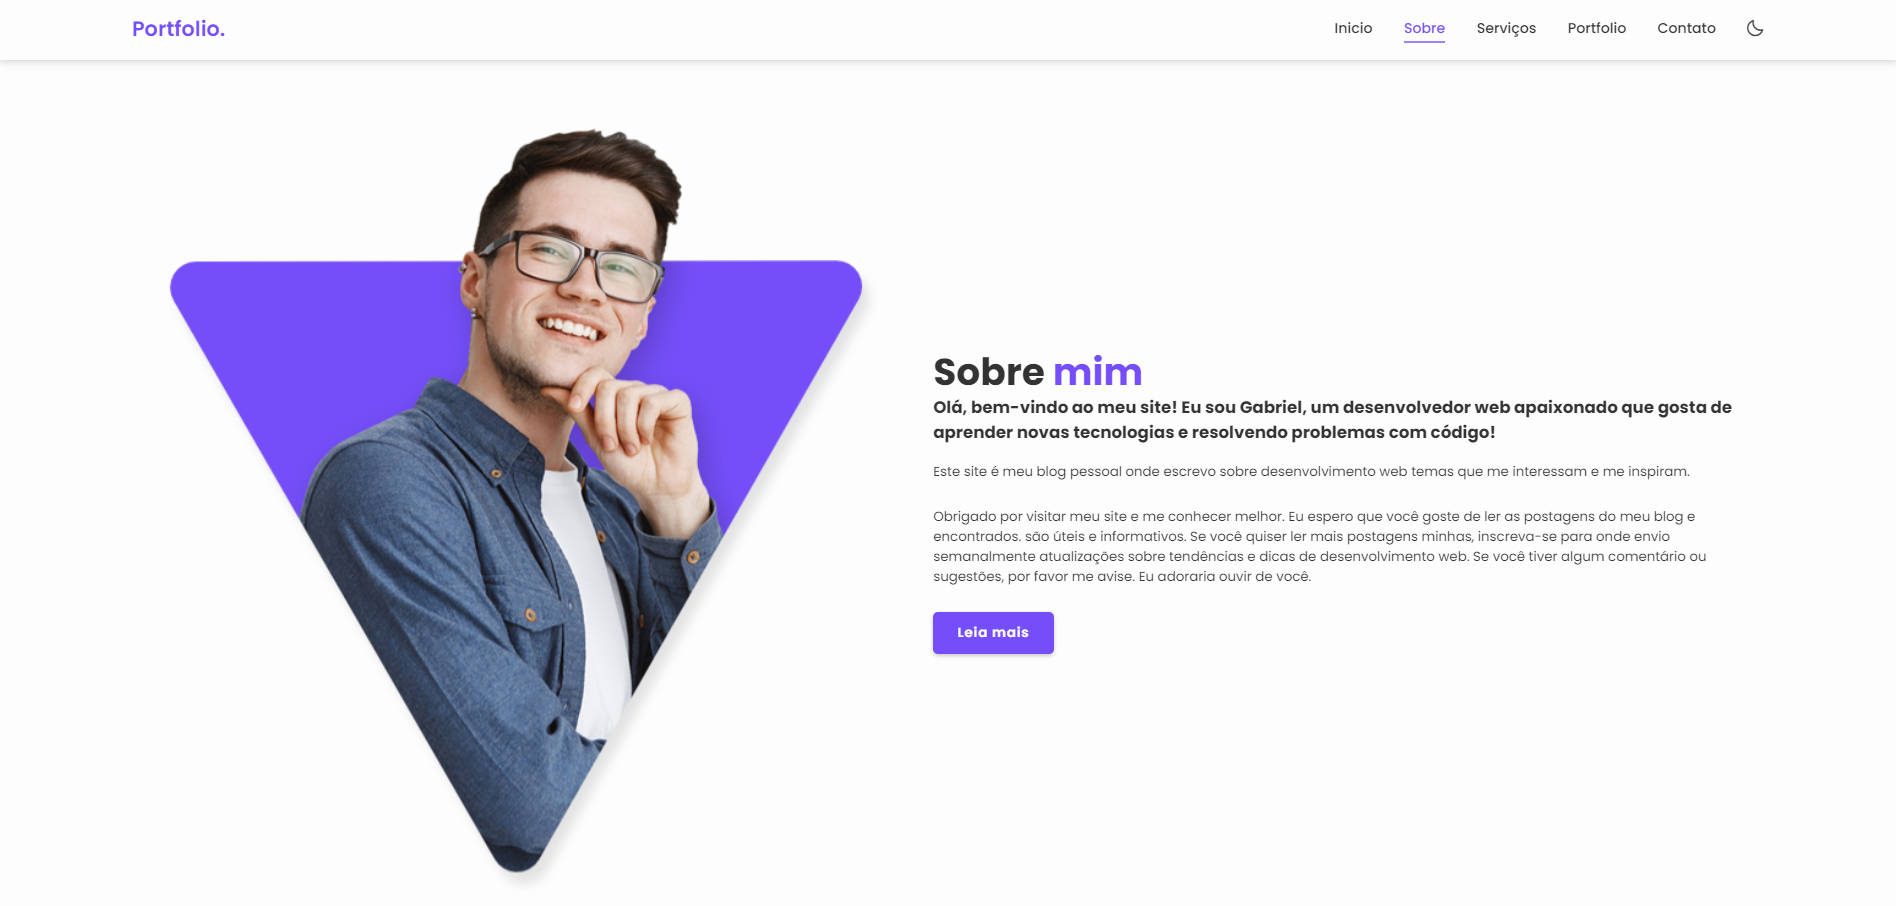 Portfolio.
Inicio
Sobre
Serviços
Portfolio
Contato
Sobre mim
Olá, bem-vindo ao meu site! Eu sou Gabriel, um desenvolvedor web apaixonado que gosta de
aprender novas tecnologias e resolvendo problemas com código!
Este site é meu blog pessoal onde escrevo sobre desenvolvimento web temas que me interessam e me inspiram.
Obrigado por visitar meu site e me conhecer melhor. Eu espero que você goste de ler as postagens do meu blog e
encontrados. são úteis e informativos. Se você quiser ler mais postagens minhas, inscreva-se para onde envio
semanalmente atualizações sobre tendências e dicas de desenvolvimento web. Se você tiver algum comentário ou
sugestões, por favor me avise. Eu adoraria ouvir de você.
Leia mais